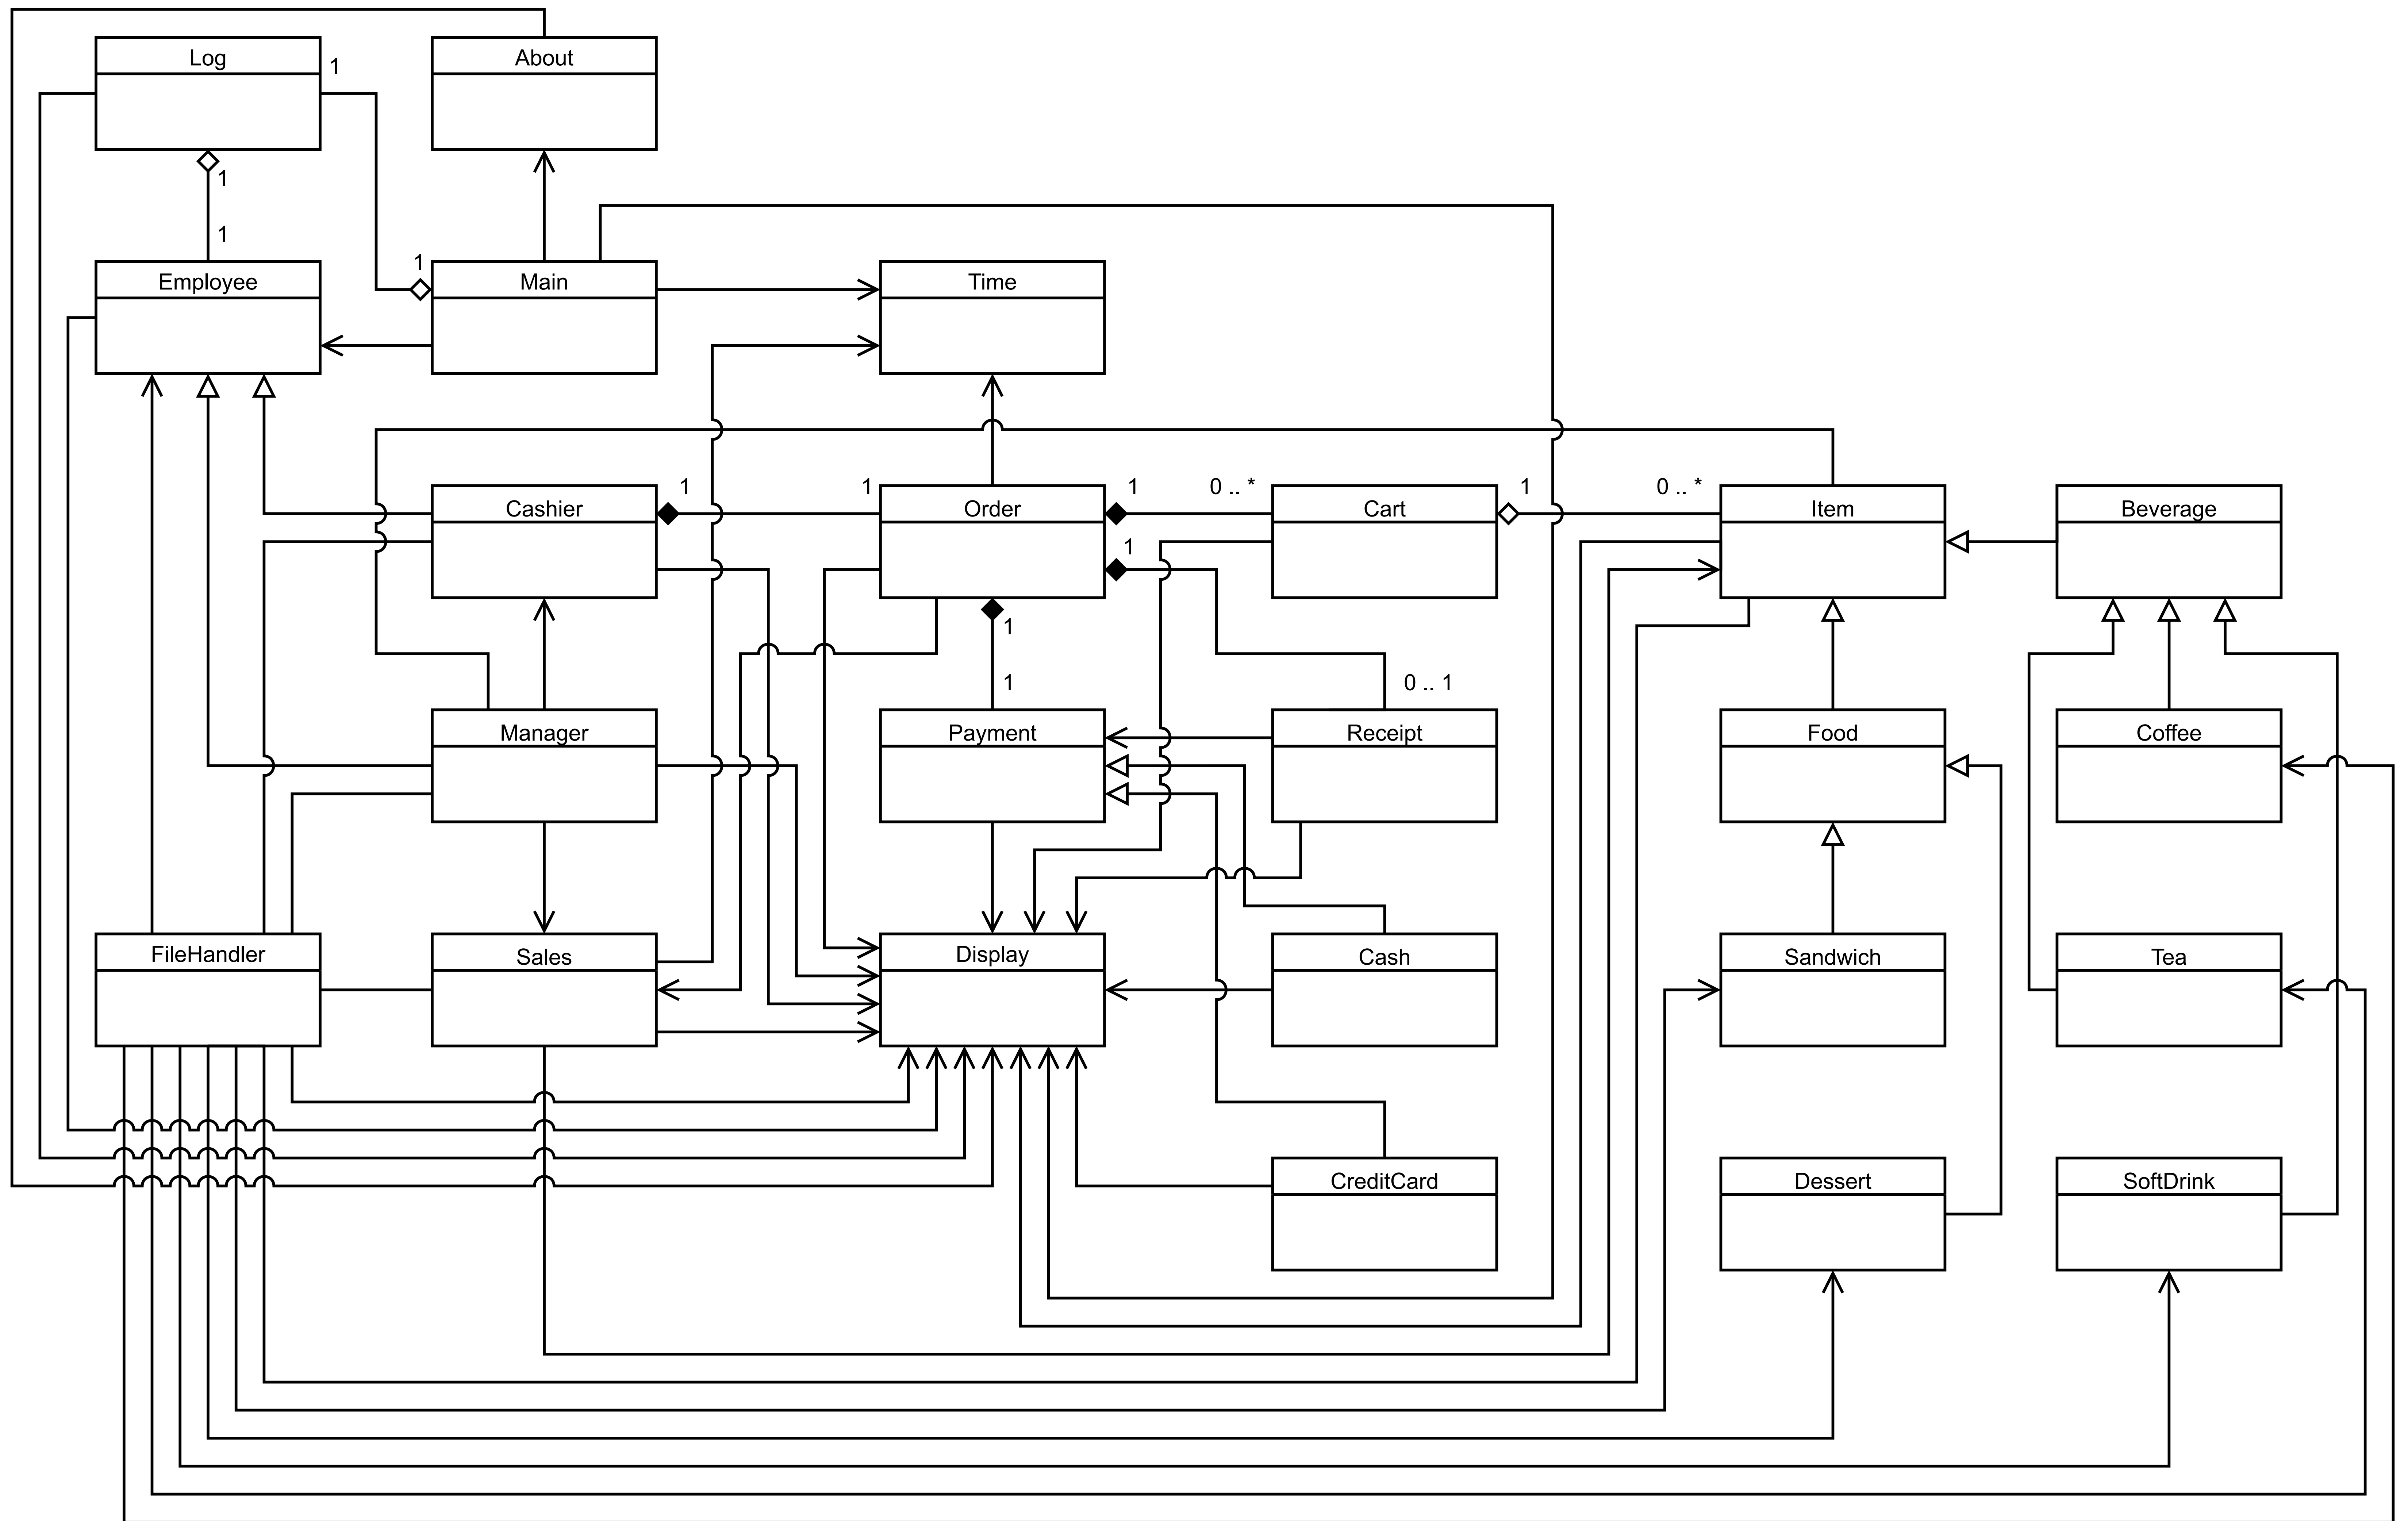 Log
1
About
1
1
1
Employee
Main
Time
Cashier
1
1
Order
1
0 .. *
Cart
1
0 .. *
Item
Beverage
1
1
1
0 .. 1
Manager
Payment
Receipt
Food
Coffee
FileHandler
Sales
Display
Cash
Sandwich
Tea
CreditCard
Dessert
SoftDrink